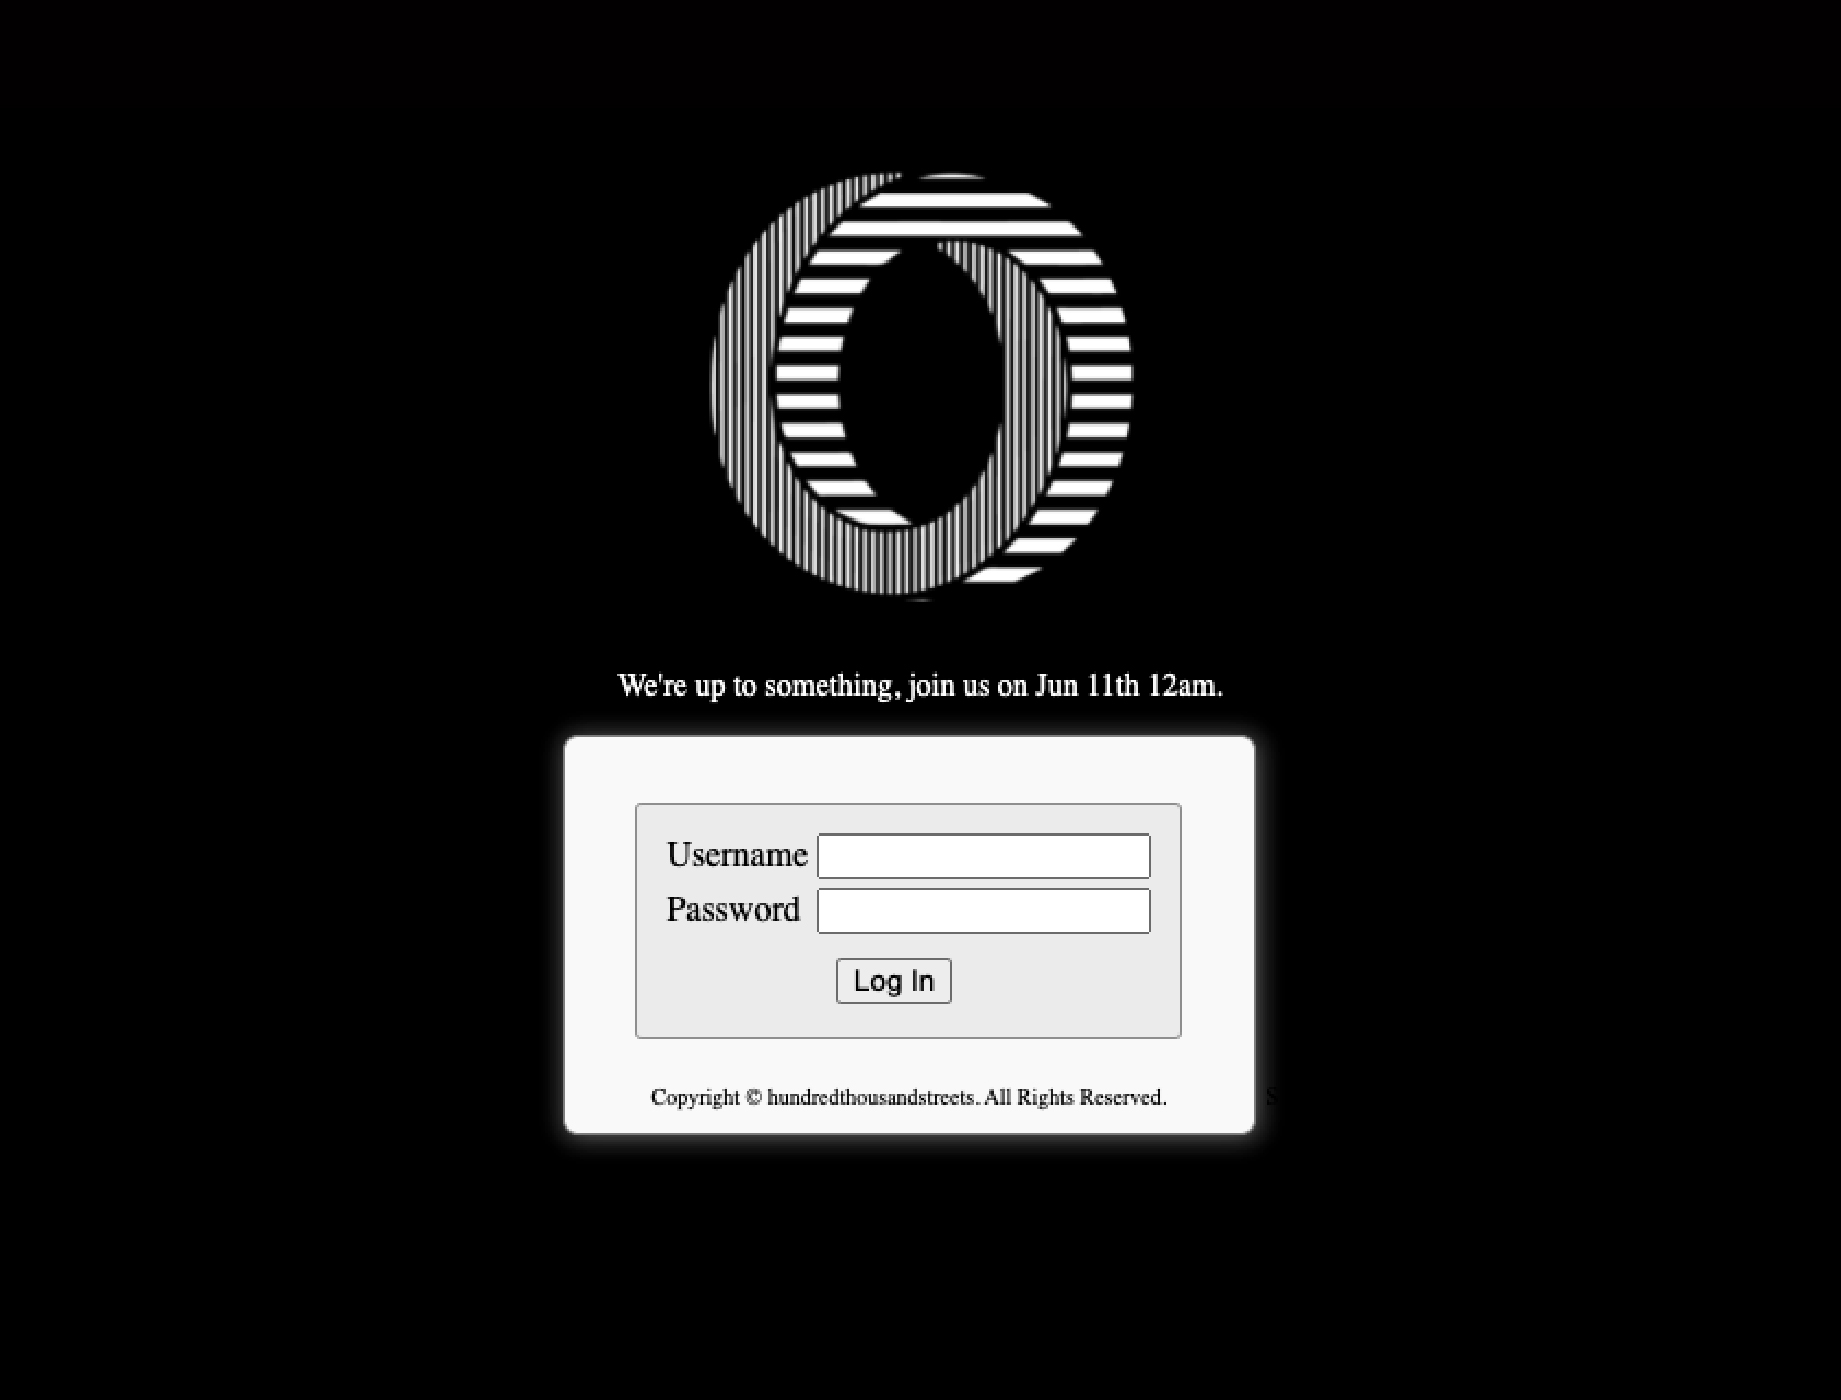 We're up to something, join us on Jun 11th 12am.
Username
Password
Log In
Copyright © hundredthousandstreets. All Rights Reserved.
S